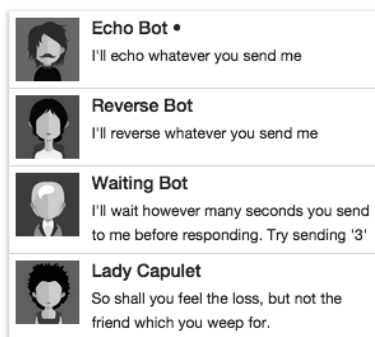 Echo Bot •
I'll echo whatever you send me
Reverse Bot
I'll reverse whatever you send me
Waiting Bot
I'll wait however many seconds you send
to me before responding. Try sending '3'
Lady Capulet
So shall you feel the loss, but not the
friend which you weep for.